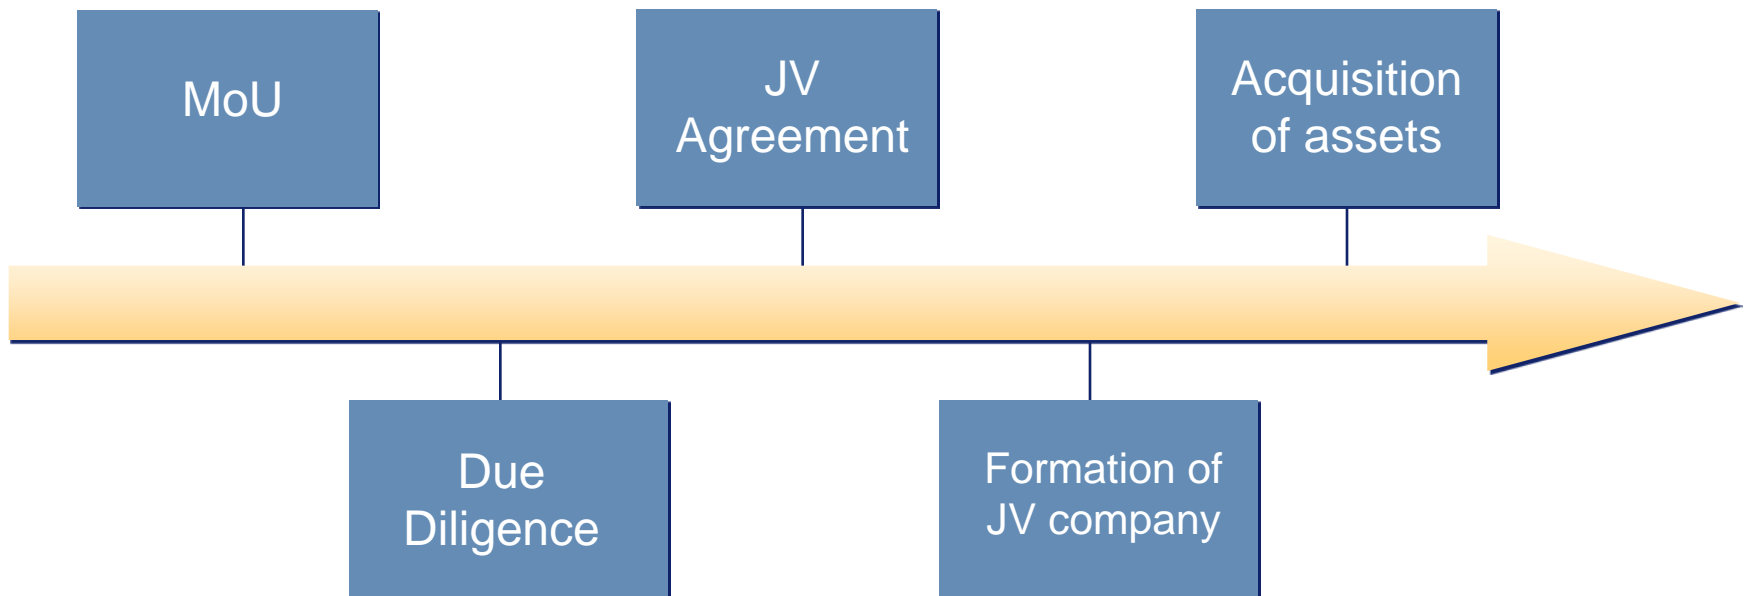 MoU
JV
Agreement
Acquisition
of assets
Due
Diligence
Formation of
JV company